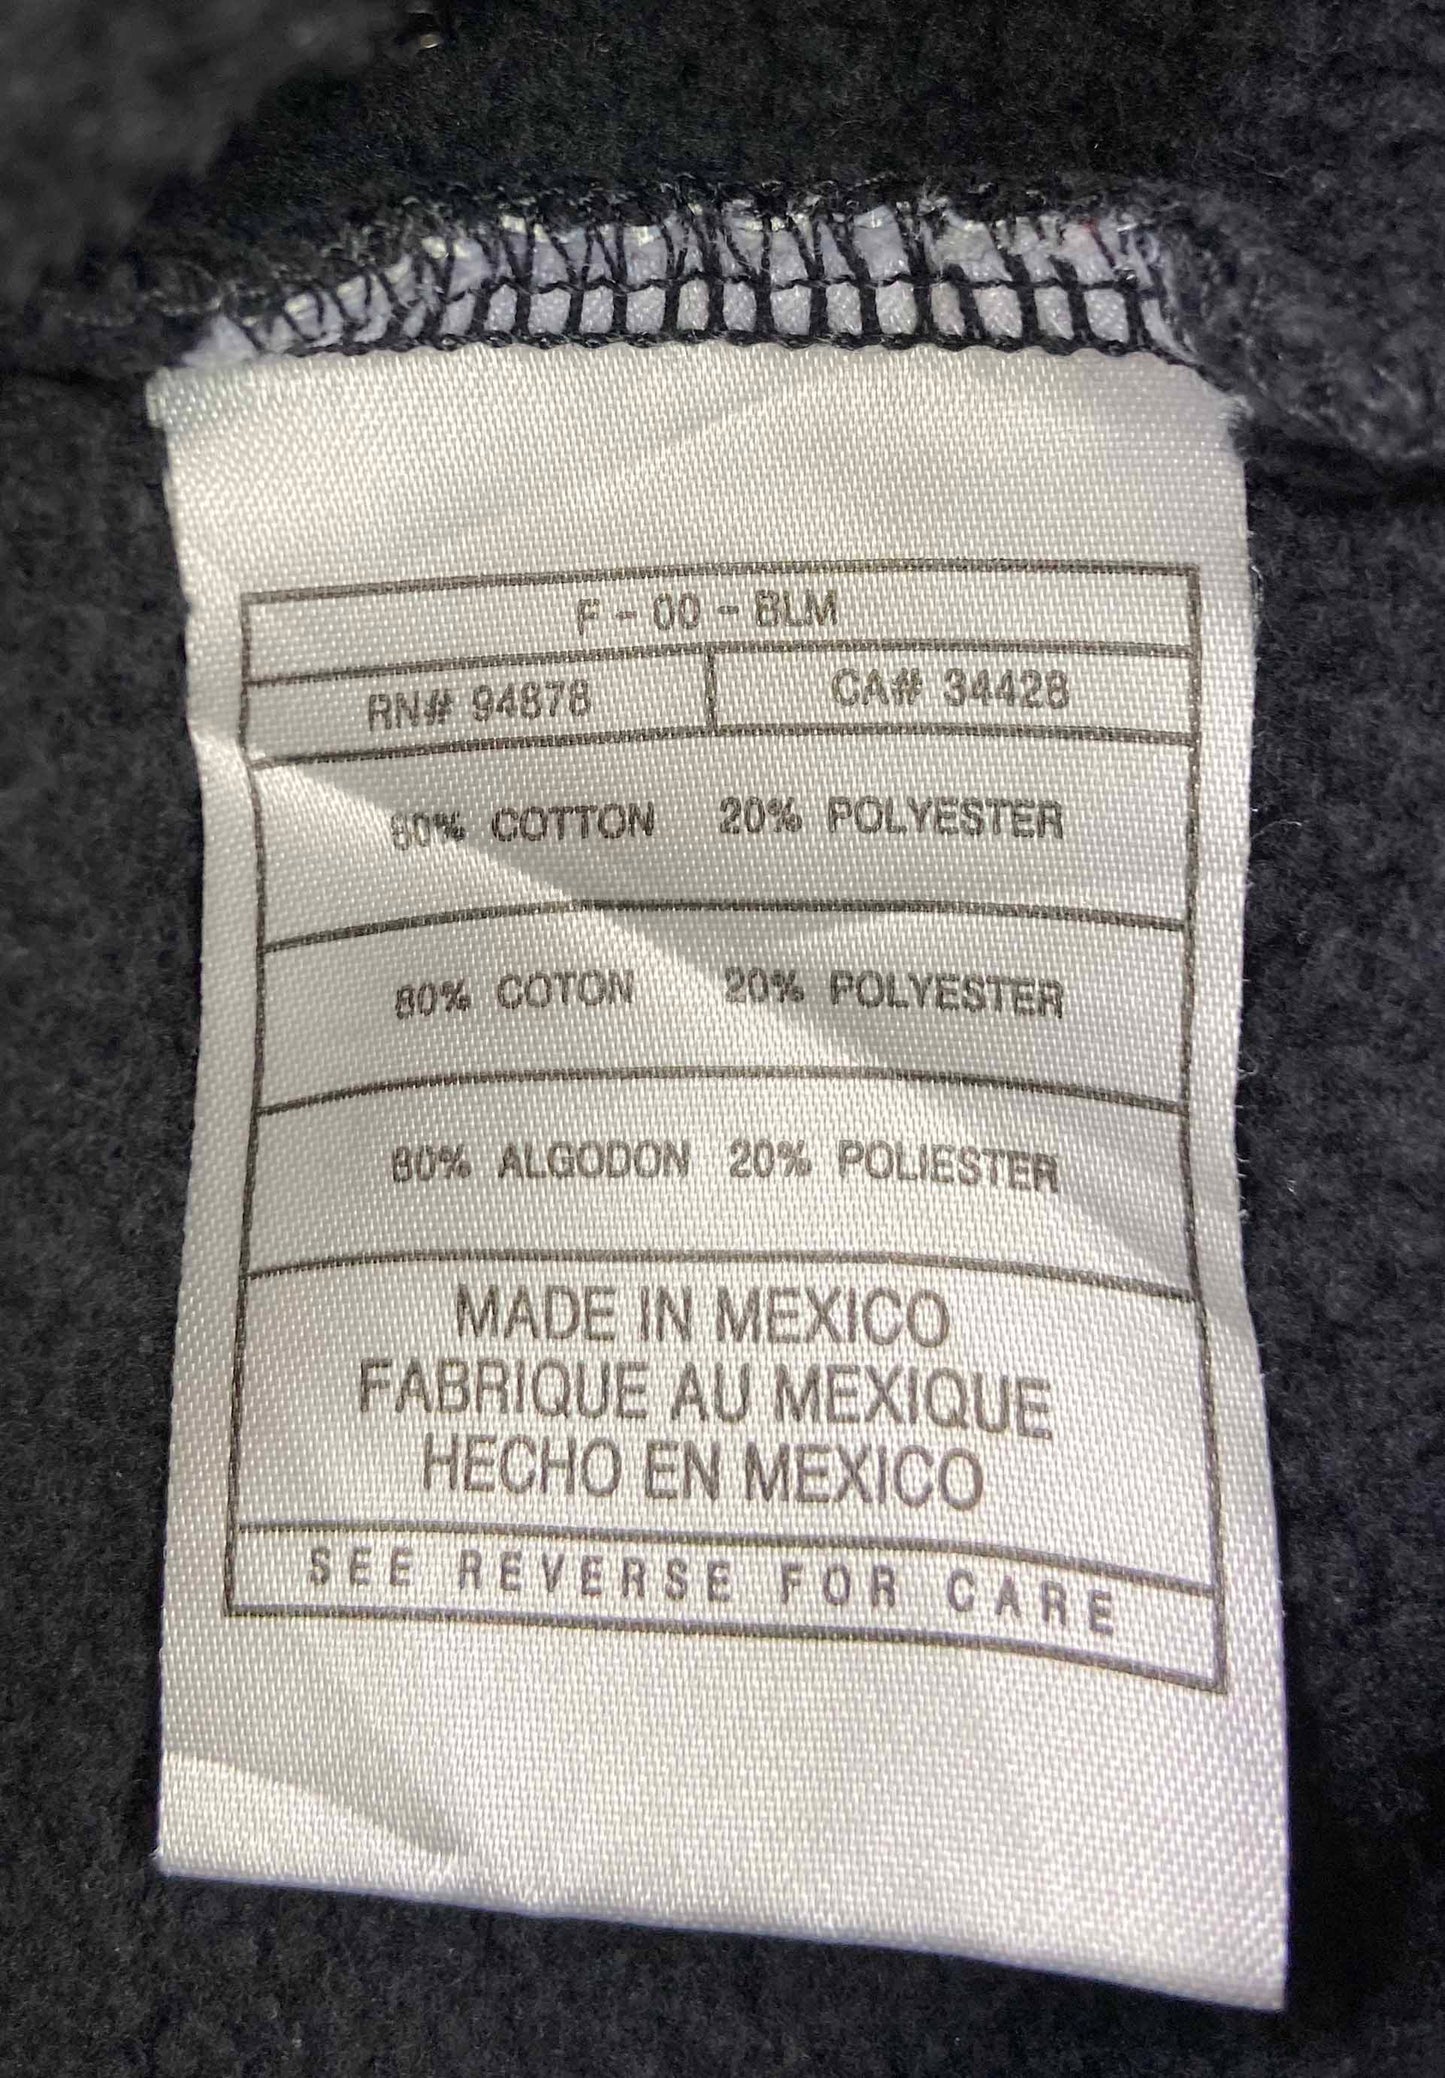 F - 00 - BLM
RN# 94878 CA# 34428
80% COTTON 20% POLYESTER
80% COTON 20% POLYESTER
80% ALGODON 20% POLIESTER
MADE IN MEXICO
FABRIQUE AU MEXIQUE
HECHO EN MEXICO
SEE REVERSE FOR CARE